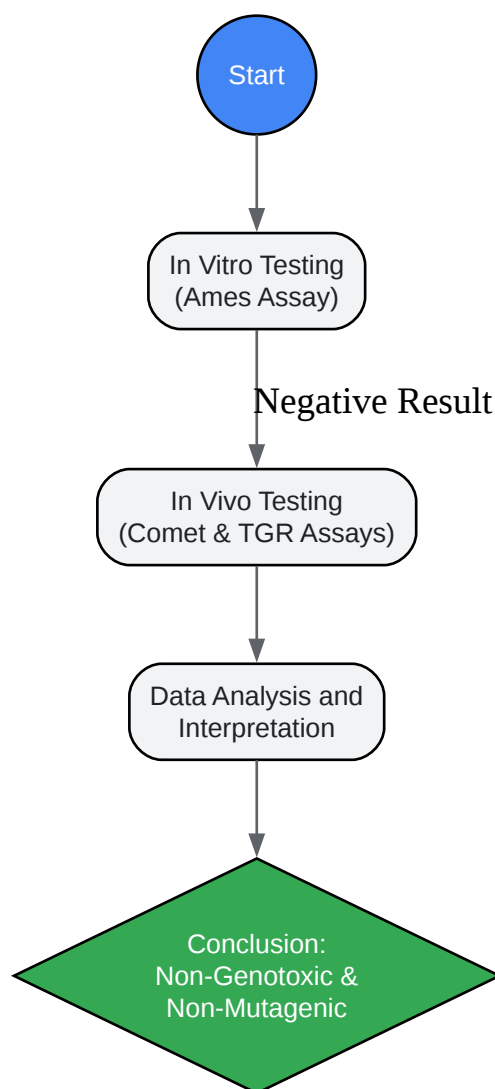 Start
In Vitro Testing
(Ames Assay)
Negative Result
In Vivo Testing
(Comet & TGR Assays)
Data Analysis and
Interpretation
Conclusion:
Non-Genotoxic &
Non-Mutagenic